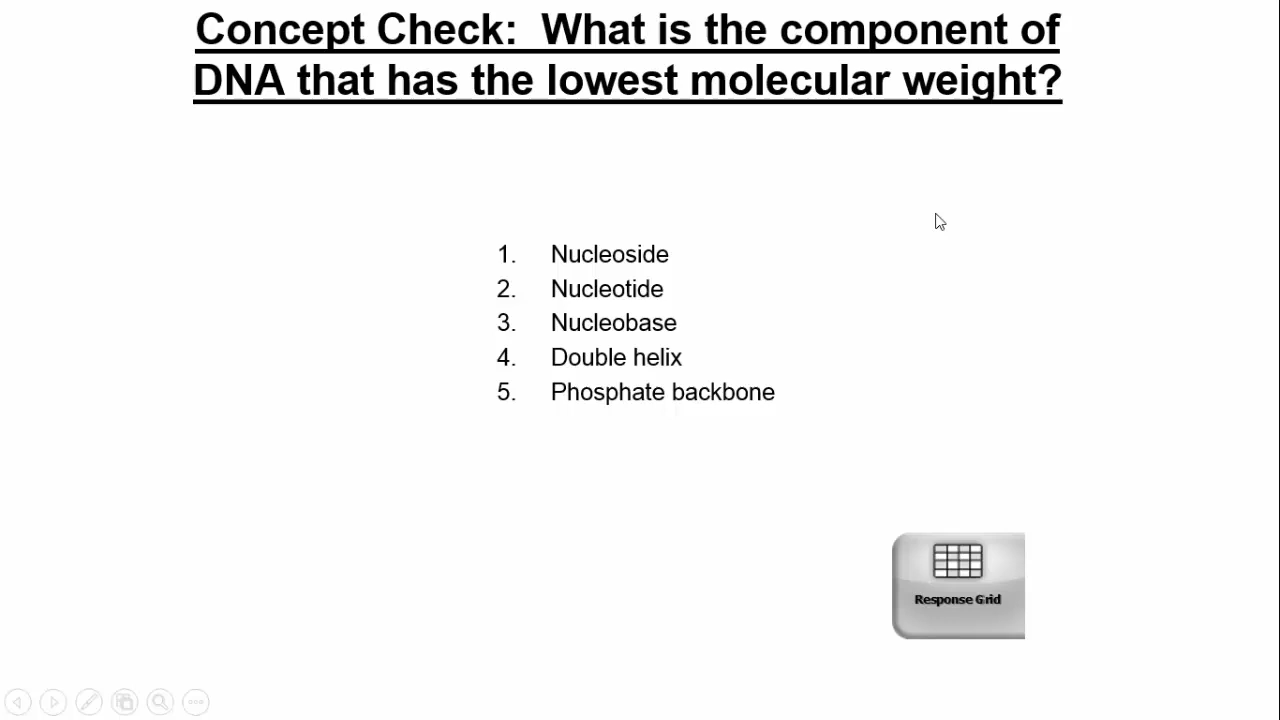 Concept Check:  What is the component of
DNA that has the lowest molecular weight?
1. Nucleoside
2. Nucleotide
3. Nucleobase
4. Double helix
5. Phosphate backbone
Response Grid